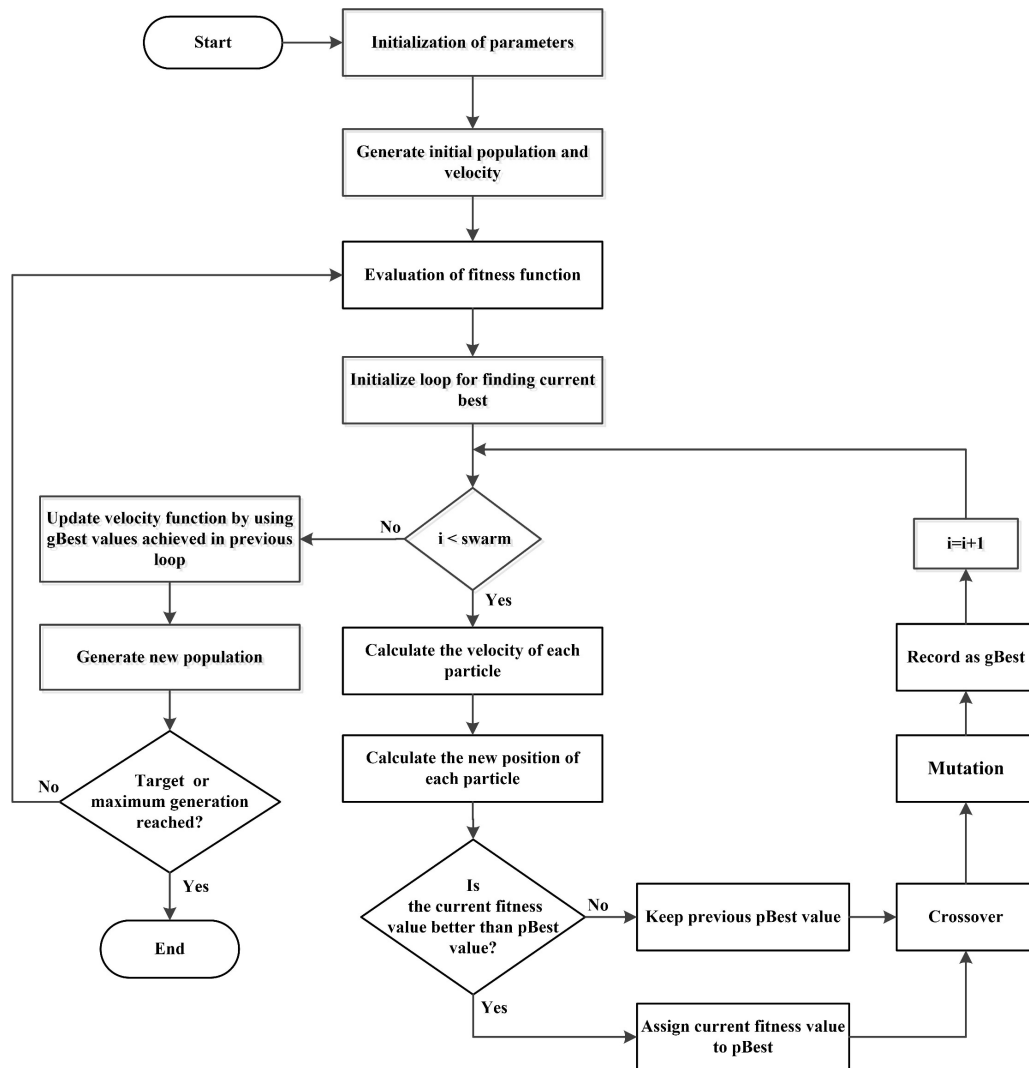 Start
Initialization of parameters
Generate initial population and
velocity
Evaluation of fitness function
Initialize loop for finding current
best
Update velocity function by using
gBest values achieved in previous
loop
No
i < swarm
i=i+1
Yes
Generate new population
Calculate the velocity of each
particle
Record as gBest
No
Target or
maximum generation
reached?
Calculate the new position of
each particle
Mutation
Yes
End
Is
the current fitness
value better than pBest
value?
No
Keep previous pBest value
Crossover
Yes
Assign current fitness value
to pBest